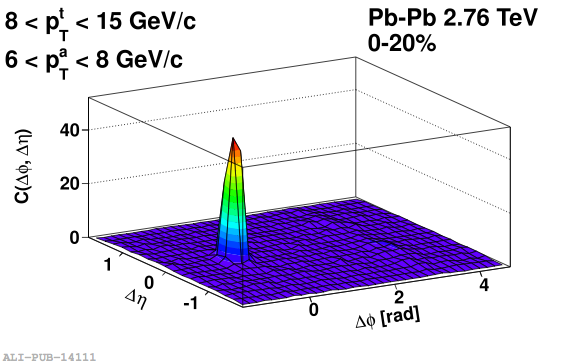 8 < p_T^t < 15 GeV/c
6 < p_T^a < 8 GeV/c
Pb-Pb 2.76 TeV
0-20%
C(Δϕ, Δη)
40
20
0
1
0
-1
Δη
0
2
4
Δϕ [rad]
ALI-PUB-14111